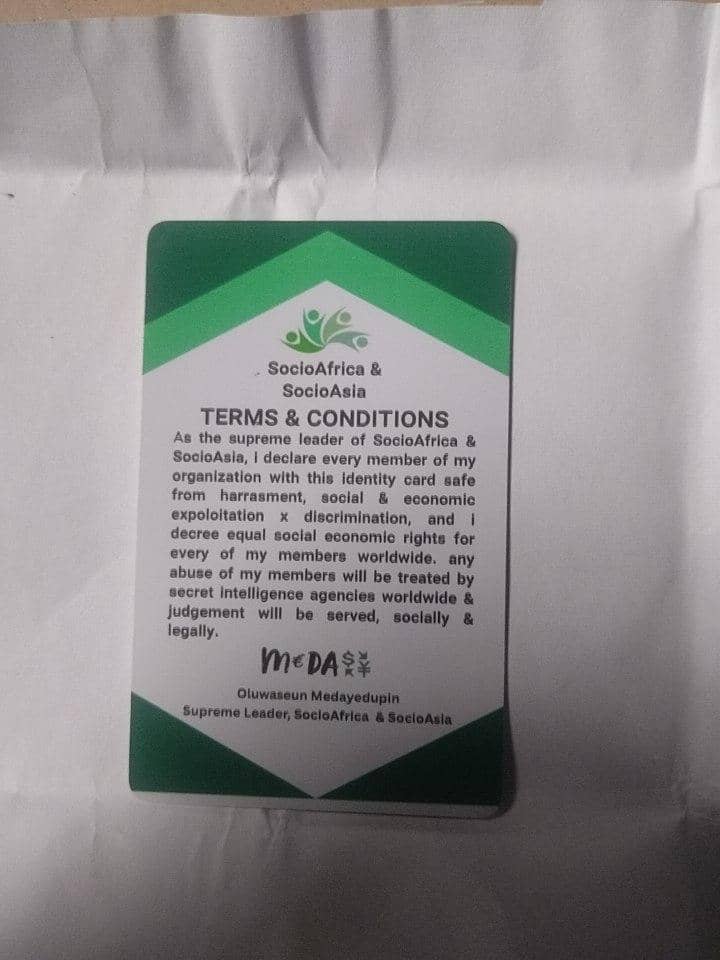 SocioAfrica &
SocioAsia
TERMS & CONDITIONS
As the supreme leader of SocioAfrica &
SocioAsia, i declare every member of my
organization with this identity card safe
from harrasment, social & economic
expoloitation x discrimination, and i
decree equal social economic rights for
every of my members worldwide. any
abuse of my members will be treated by
secret intelligence agencies worldwide &
judgement will be served, socially &
legally.
M€DA
Oluwaseun Medayedupin
Supreme Leader, SocioAfrica & SocioAsia